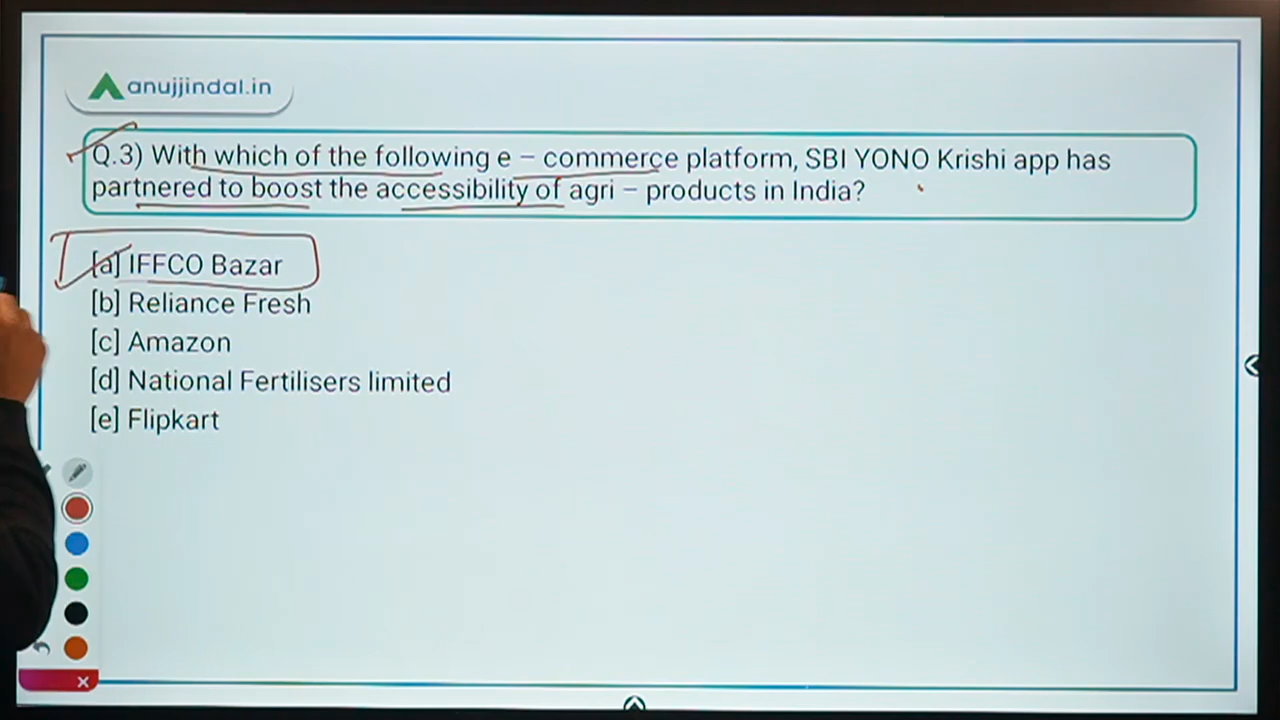 anujjindal.in
Q.3) With which of the following e – commerce platform, SBI YONO Krishi app has
partnered to boost the accessibility of agri – products in India?
[a] IFFCO Bazar
[b] Reliance Fresh
[c] Amazon
[d] National Fertilisers limited
[e] Flipkart